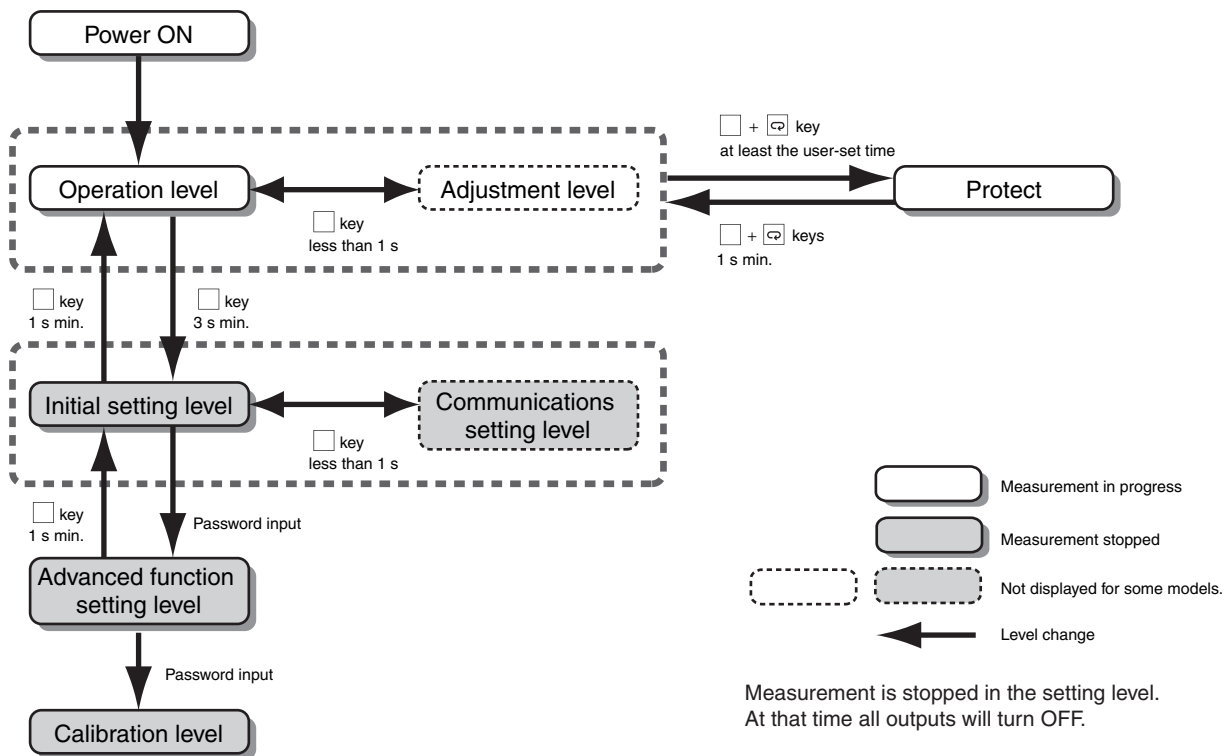 Power ON
+ key
at least the user-set time
Operation level
Adjustment level
Protect
key
less than 1 s
+ keys
1 s min.
key
1 s min.
key
3 s min.
Initial setting level
Communications
setting level
key
less than 1 s
key
1 s min.
Password input
Advanced function
setting level
Password input
Calibration level
Measurement in progress
Measurement stopped
Not displayed for some models.
Level change
Measurement is stopped in the setting level.
At that time all outputs will turn OFF.